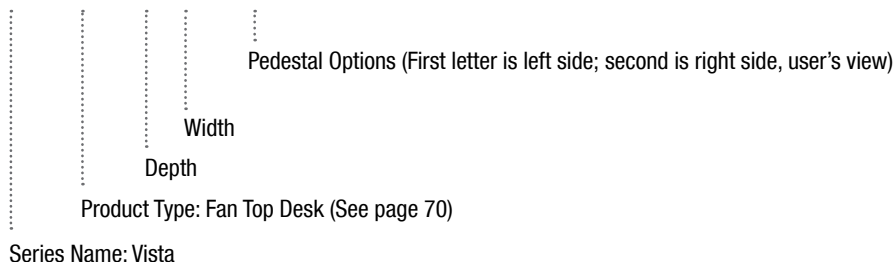 Pedestal Options (First letter is left side; second is right side, user's view)
Width
Depth
Product Type: Fan Top Desk (See page 70)
Series Name: Vista